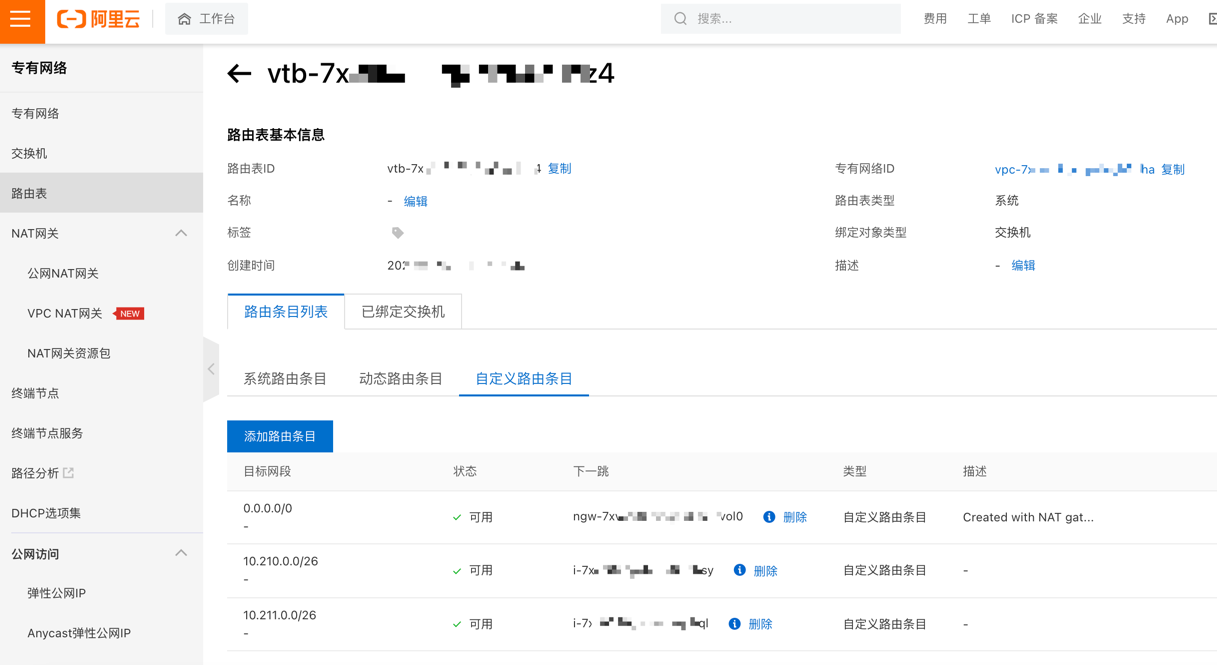 阿里云
工作台
搜索...
费用 工单 ICP 备案 企业 支持 App
专有网络
专有网络
交换机
路由表
NAT网关
公网NAT网关
VPC NAT网关 NEW
NAT网关资源包
终端节点
终端节点服务
路径分析
DHCP选项集
公网访问
弹性公网IP
Anycast弹性公网IP
vtb-7x z4
路由表基本信息
路由表ID vtb-7x 复制 专有网络ID vpc-7 ha 复制
名称 - 编辑 路由表类型 系统
标签 绑定对象类型 交换机
创建时间 20 描述 - 编辑
路由条目列表 已绑定交换机
系统路由条目 动态路由条目 自定义路由条目
添加路由条目
目标网段 状态 下一跳 类型 描述
0.0.0.0/0
- 可用 ngw-7x vol0 删除 自定义路由条目 Created with NAT gat...
10.210.0.0/26
- 可用 i-7x sy 删除 自定义路由条目 -
10.211.0.0/26
- 可用 i-7 ql 删除 自定义路由条目 -